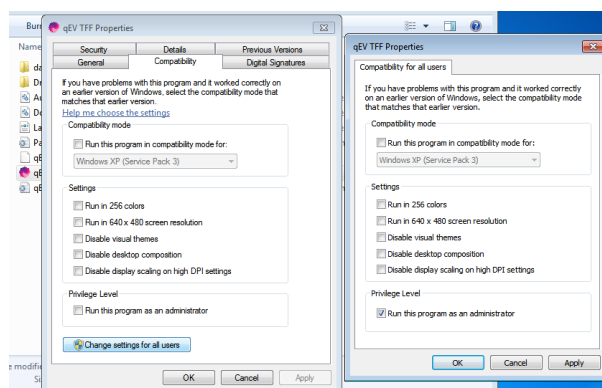 Burn
Name
qEV TFF Properties
Security Details Previous Versions
General Compatibility Digital Signatures
If you have problems with this program and it worked correctly on
an earlier version of Windows, select the compatibility mode that
matches that earlier version.
Help me choose the settings
Compatibility mode
Run this program in compatibility mode for:
Windows XP (Service Pack 3)
Settings
Run in 256 colors
Run in 640 x 480 screen resolution
Disable visual themes
Disable desktop composition
Disable display scaling on high DPI settings
Privilege Level
Run this program as an administrator
Change settings for all users
OK Cancel Apply
qEV TFF Properties
Compatibility for all users
If you have problems with this program and it worked correctly
on an earlier version of Windows, select the compatibility mode
that matches that earlier version.
Compatibility mode
Run this program in compatibility mode for:
Windows XP (Service Pack 3)
Settings
Run in 256 colors
Run in 640 x 480 screen resolution
Disable visual themes
Disable desktop composition
Disable display scaling on high DPI settings
Privilege Level
Run this program as an administrator
OK Cancel Apply